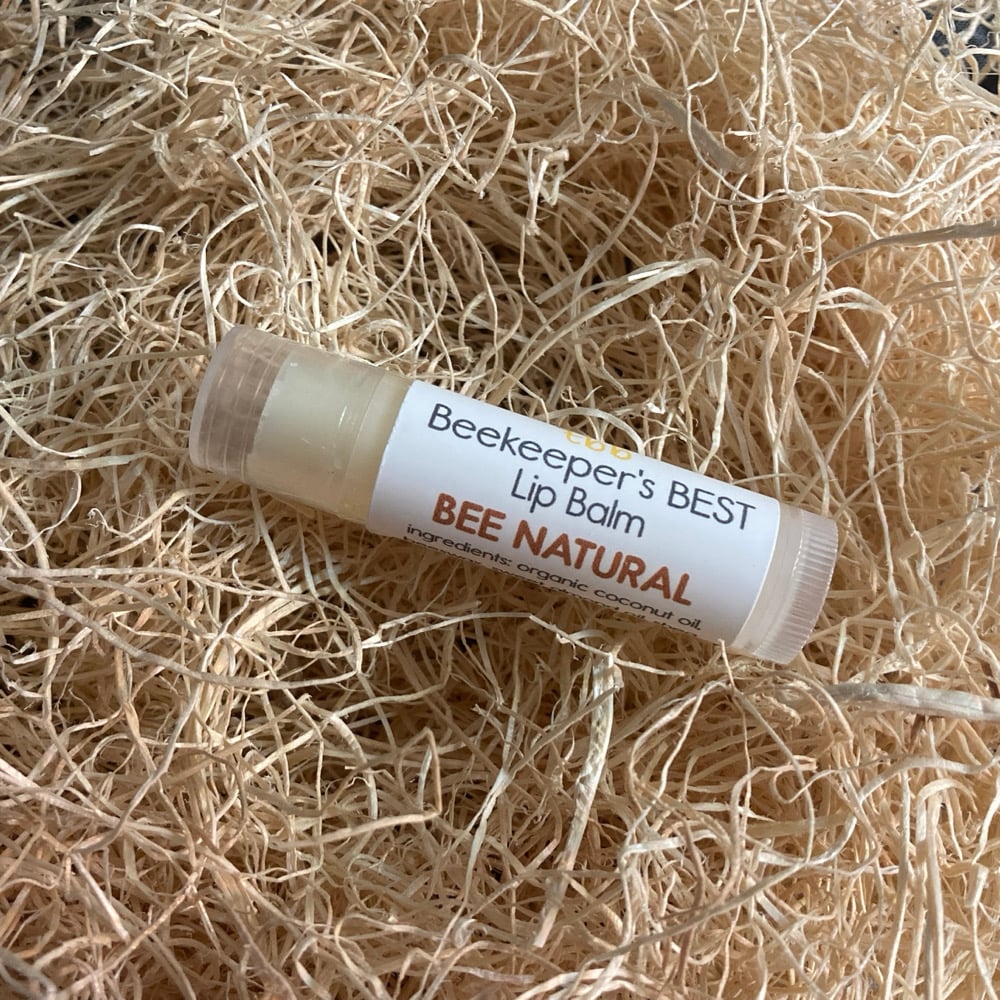 Beekeeper's BEST
Lip Balm
BEE NATURAL
ingredients: organic coconut oil,